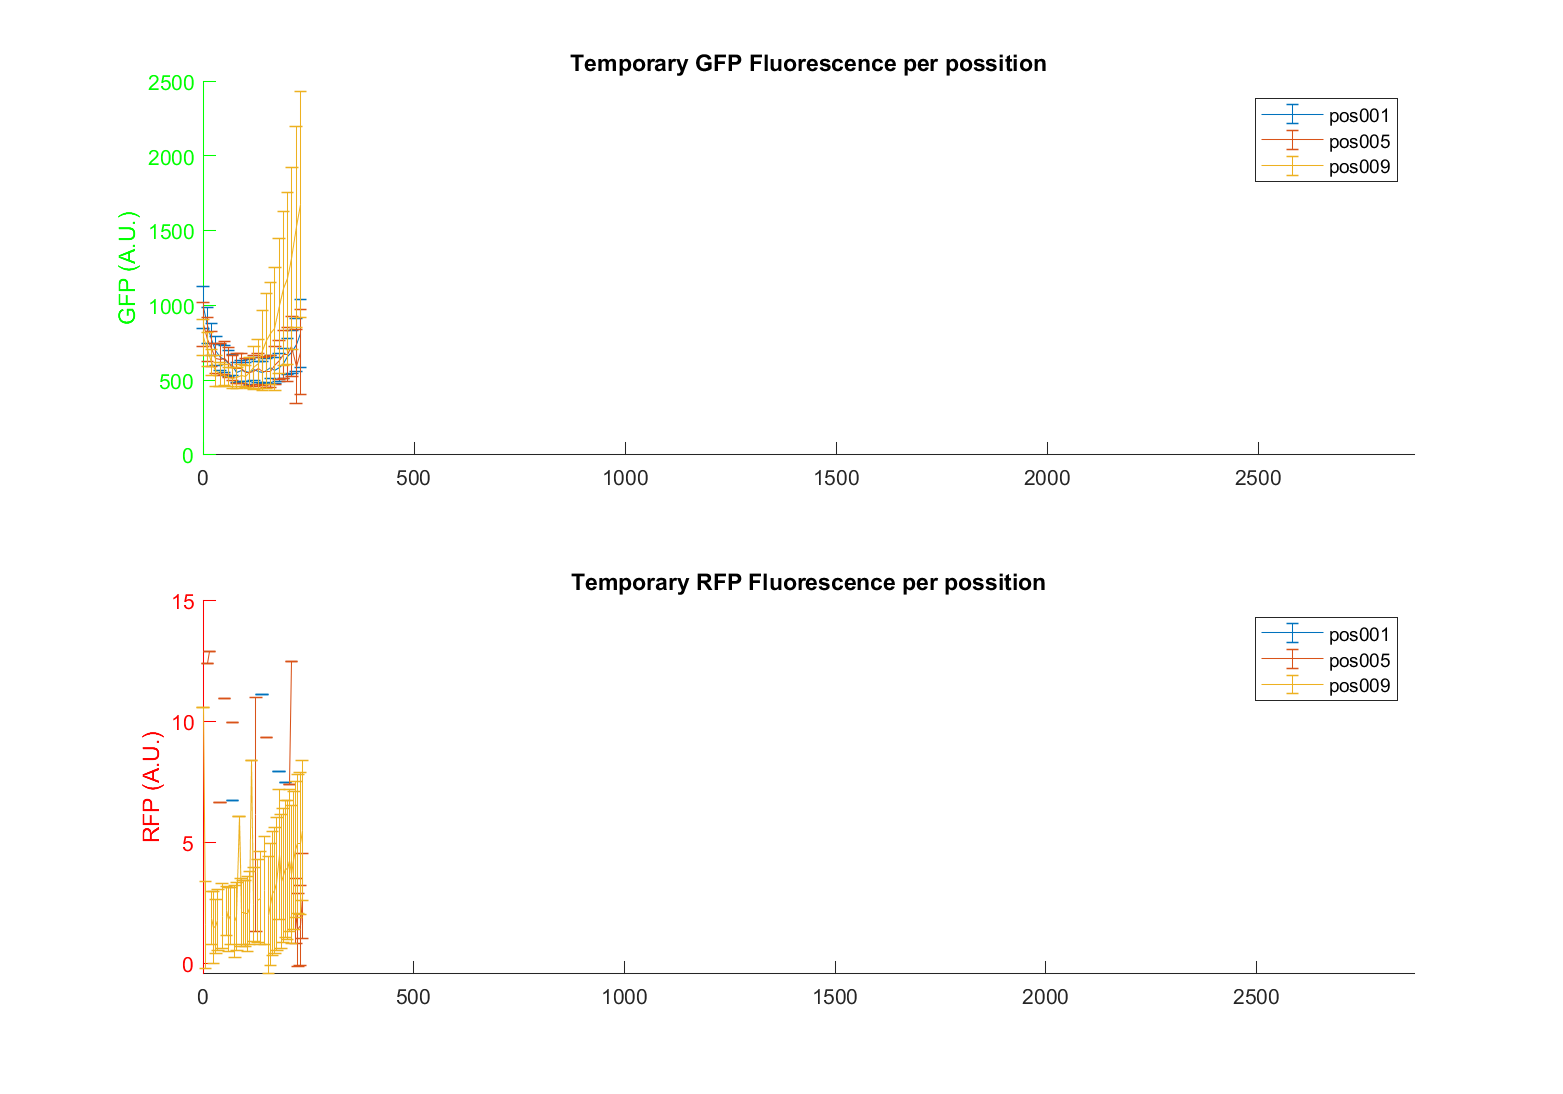 Temporary GFP Fluorescence per possition
2500
2000
1500
1000
500
0
GFP (A.U.)
pos001
pos005
pos009
0 500 1000 1500 2000 2500
Temporary RFP Fluorescence per possition
15
10
5
0
RFP (A.U.)
pos001
pos005
pos009
0 500 1000 1500 2000 2500